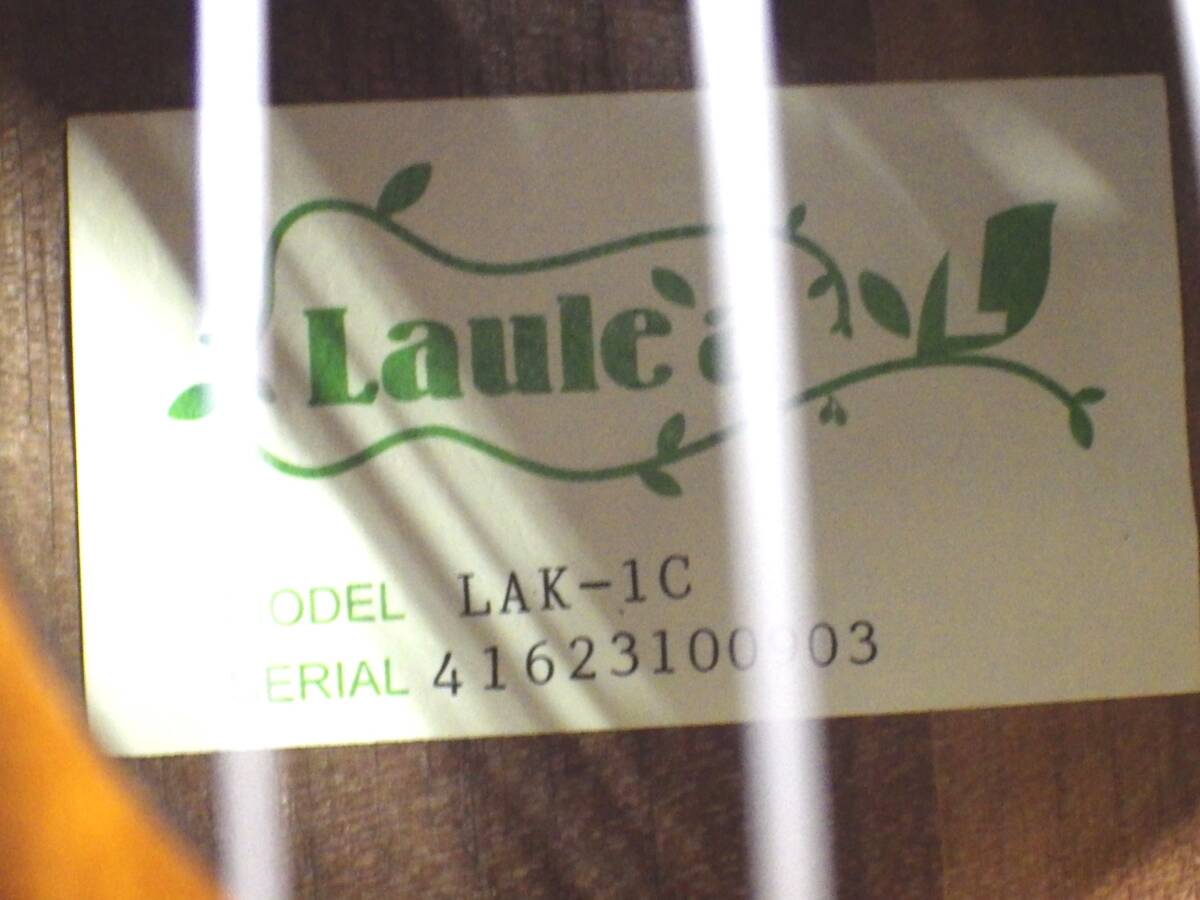 Laule'a
MODEL LAK-1C
SERIAL 41623100903